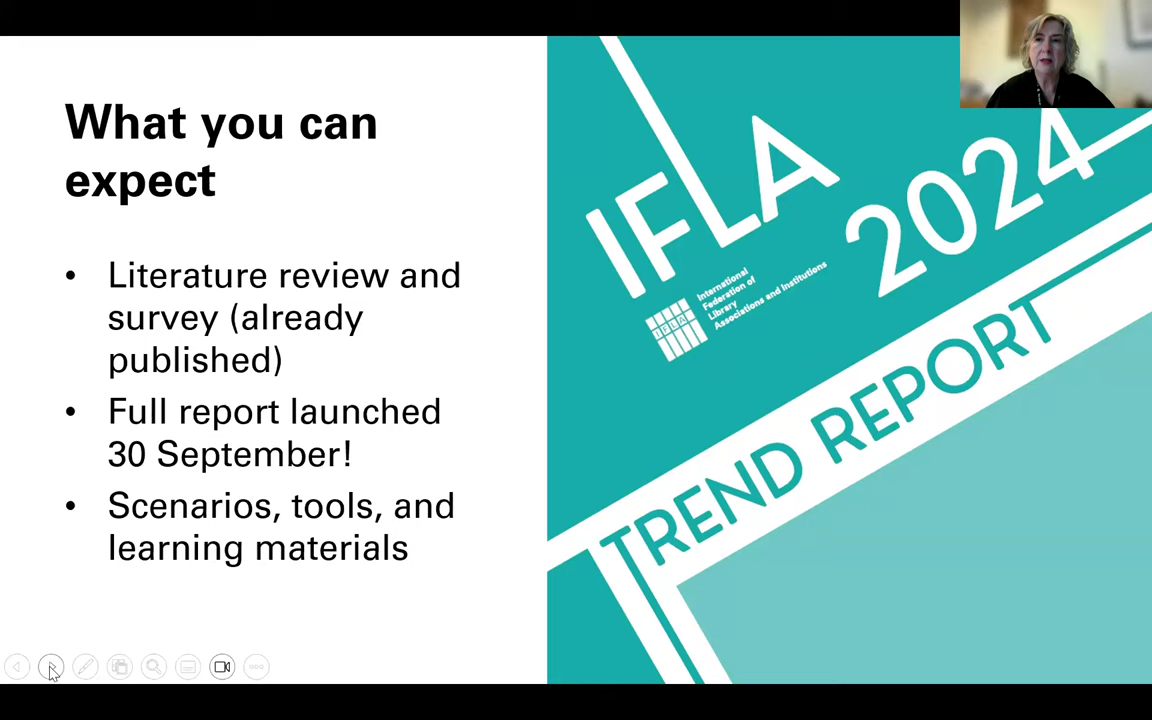 What you can
expect
• Literature review and
survey (already
published)
• Full report launched
30 September!
• Scenarios, tools, and
learning materials
IFLA
2024
IFLA
International
Federation of
Library
Associations and Institutions
TREND REPORT